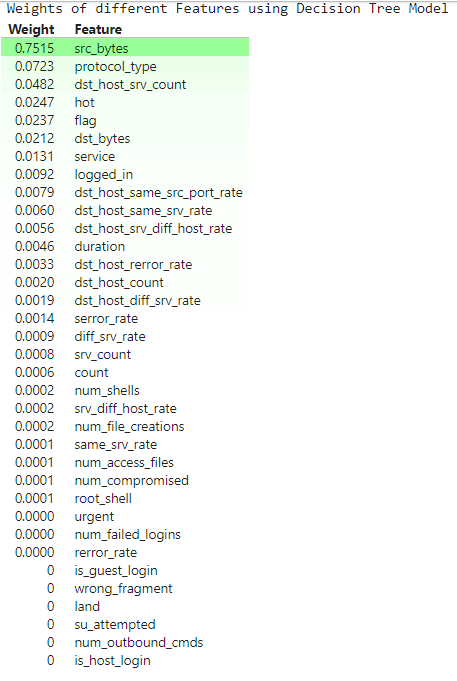 Weights of different Features using Decision Tree Model
Weight Feature
0.7515 src_bytes
0.0723 protocol_type
0.0482 dst_host_srv_count
0.0247 hot
0.0237 flag
0.0212 dst_bytes
0.0131 service
0.0092 logged_in
0.0079 dst_host_same_src_port_rate
0.0060 dst_host_same_srv_rate
0.0056 dst_host_srv_diff_host_rate
0.0046 duration
0.0033 dst_host_rerror_rate
0.0020 dst_host_count
0.0019 dst_host_diff_srv_rate
0.0014 serror_rate
0.0009 diff_srv_rate
0.0008 srv_count
0.0006 count
0.0002 num_shells
0.0002 srv_diff_host_rate
0.0002 num_file_creations
0.0001 same_srv_rate
0.0001 num_access_files
0.0001 num_compromised
0.0001 root_shell
0.0000 urgent
0.0000 num_failed_logins
0.0000 rerror_rate
0 is_guest_login
0 wrong_fragment
0 land
0 su_attempted
0 num_outbound_cmds
0 is_host_login